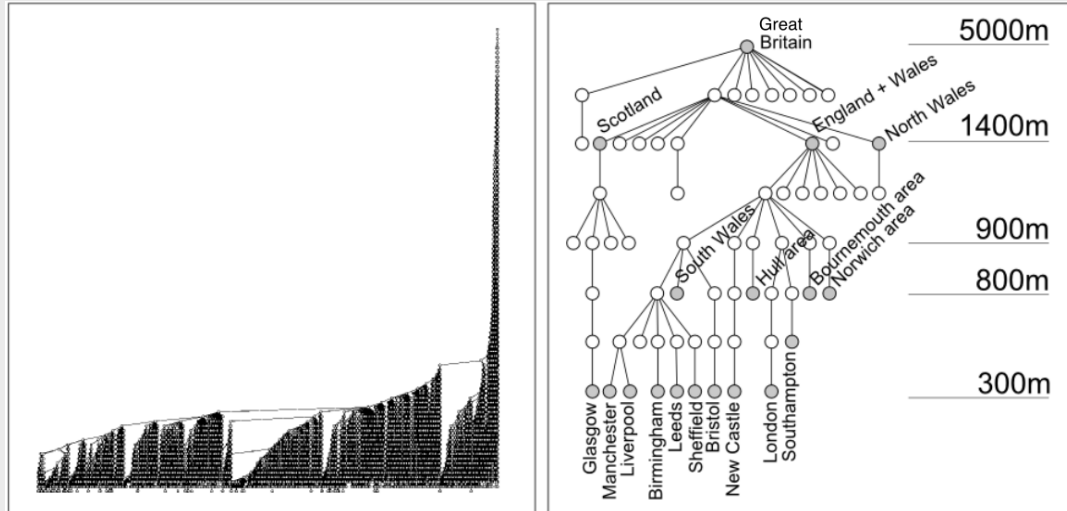 Great
Britain
5000m
Scotland
England + Wales
North Wales
1400m
900m
South Wales
Hull area
Bournemouth area
Norwich area
800m
300m
Glasgow
Manchester
Liverpool
Birmingham
Leeds
Sheffield
Bristol
New Castle
London
Southampton